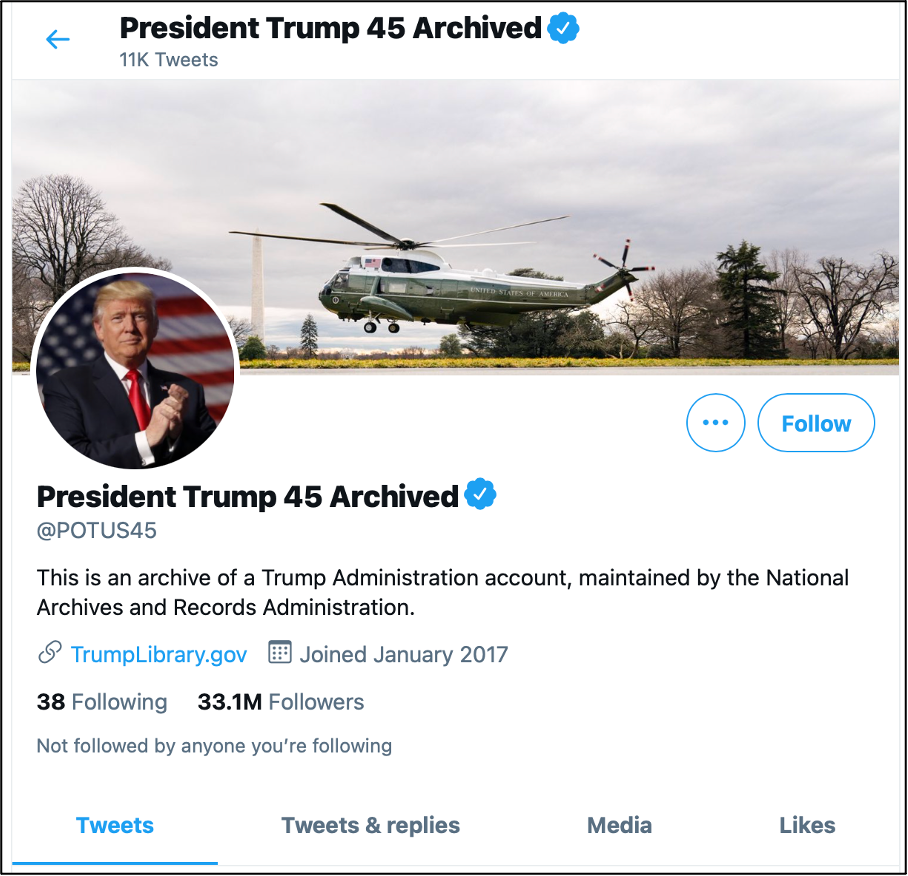 President Trump 45 Archived
11K Tweets
UNITED STATES OF AMERICA
Follow
President Trump 45 Archived
@POTUS45
This is an archive of a Trump Administration account, maintained by the National
Archives and Records Administration.
TrumpLibrary.gov Joined January 2017
38 Following 33.1M Followers
Not followed by anyone you’re following
Tweets Tweets & replies Media Likes